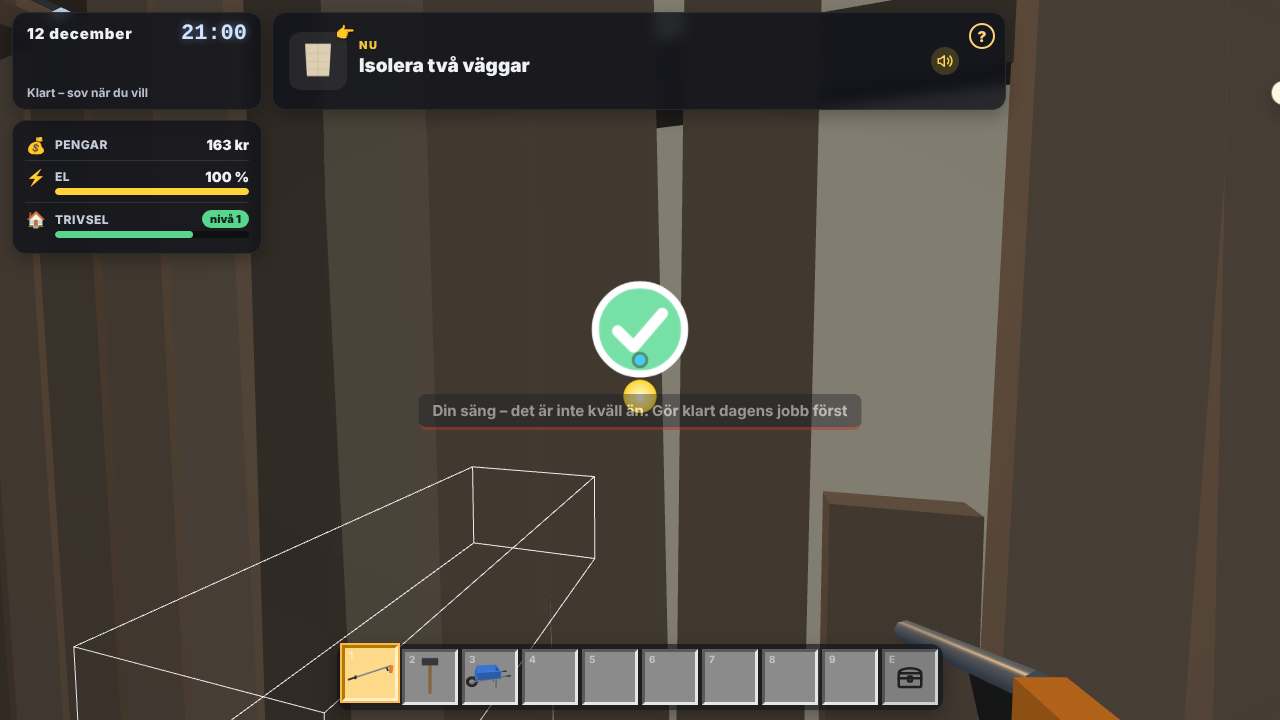 12 december
21:00
Klart – sov när du vill
NU
Isolera två väggar
?
PENGAR
163 kr
EL
100 %
TRIVSEL
nivå 1
Din säng – det är inte kväll än. Gör klart dagens jobb först
1
2
3
4
5
6
7
8
9
E